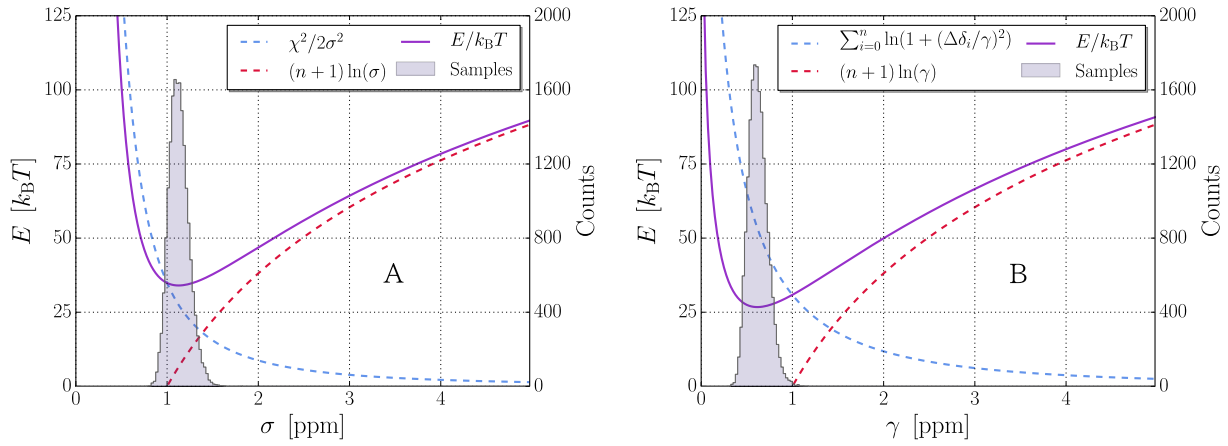 125
100
75
50
25
0
E [k_BT]
2000
1600
1200
800
400
0
Counts
χ²/2σ²
E/k_BT
(n + 1) ln(σ)
Samples
A
0 1 2 3 4
σ [ppm]
125
100
75
50
25
0
E [k_BT]
2000
1600
1200
800
400
0
Counts
∑ⁿᵢ₌₀ ln(1 + (Δδᵢ/γ)²)
E/k_BT
(n + 1) ln(γ)
Samples
B
0 1 2 3 4
γ [ppm]